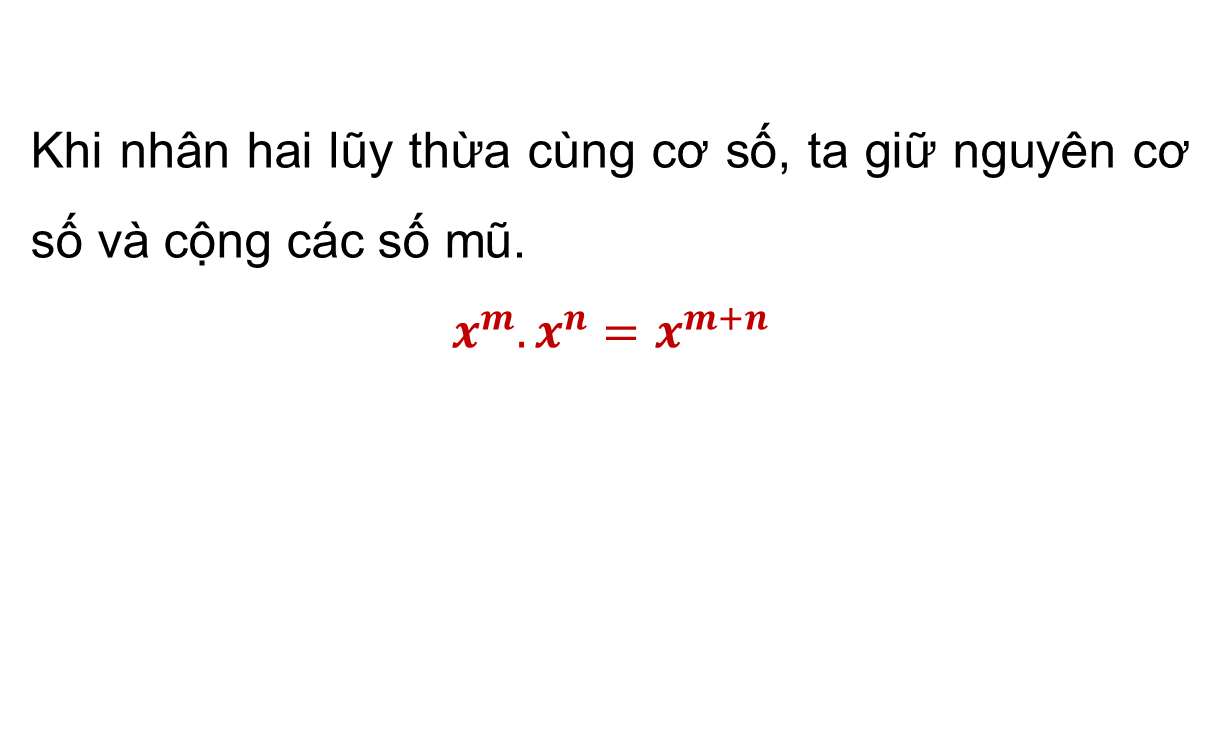 Khi nhân hai lũy thừa cùng cơ số, ta giữ nguyên cơ
số và cộng các số mũ.
𝒙ᵐ. 𝒙ⁿ = 𝒙ᵐ⁺ⁿ